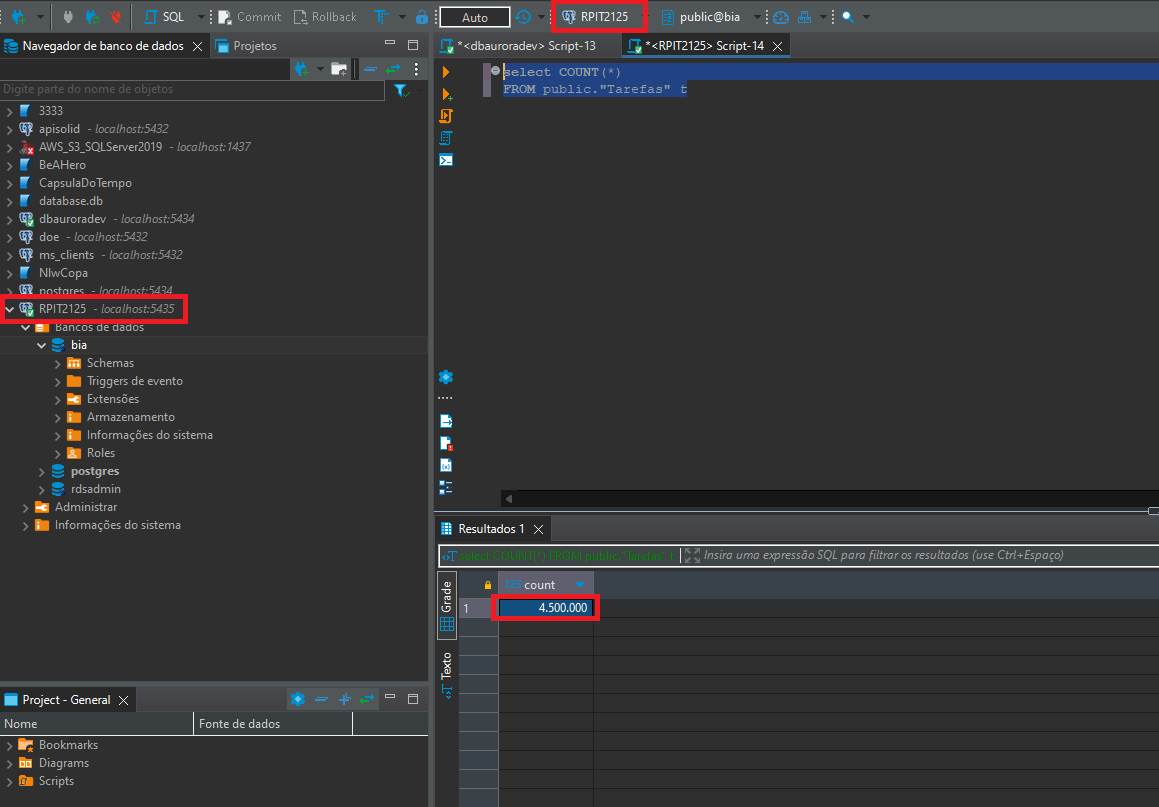 SQL
Commit
Rollback
Auto
RPIT2125
public@bia
Navegador de banco de dados
Projetos
Digite parte do nome de objetos
3333
apisolid - localhost:5432
AWS_S3_SQLServer2019 - localhost:1437
BeAHero
CapsulaDoTempo
database.db
dbauroradev - localhost:5434
doe - localhost:5432
ms_clients - localhost:5432
NlwCopa
postgres - localhost:5434
RPIT2125 - localhost:5435
Bancos de dados
bia
Schemas
Triggers de evento
Extensões
Armazenamento
Informações do sistema
Roles
postgres
rdsadmin
Administrar
Informações do sistema
Project - General
Nome
Fonte de dados
Bookmarks
Diagrams
Scripts
*<dbauroradev> Script-13
*<RPIT2125> Script-14
select COUNT(*)
FROM public."Tarefas" t
Resultados 1
select COUNT(*) FROM public."Tarefas" t
Insira uma expressão SQL para filtrar os resultados (use Ctrl+Espaço)
Grade
Texto
123 count
1
4.500.000